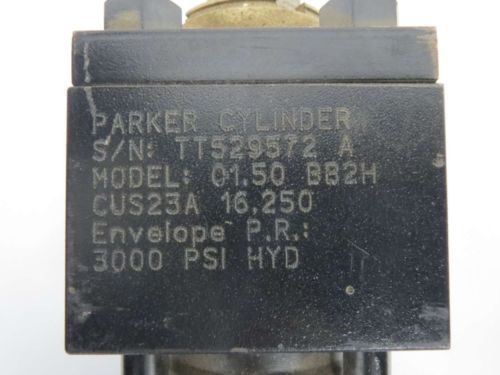 PARKER CYLINDER
S/N: TT529572 A
MODEL: 01.50 BB2H
CUS23A 16,250
Envelope P.R.:
3000 PSI HYD